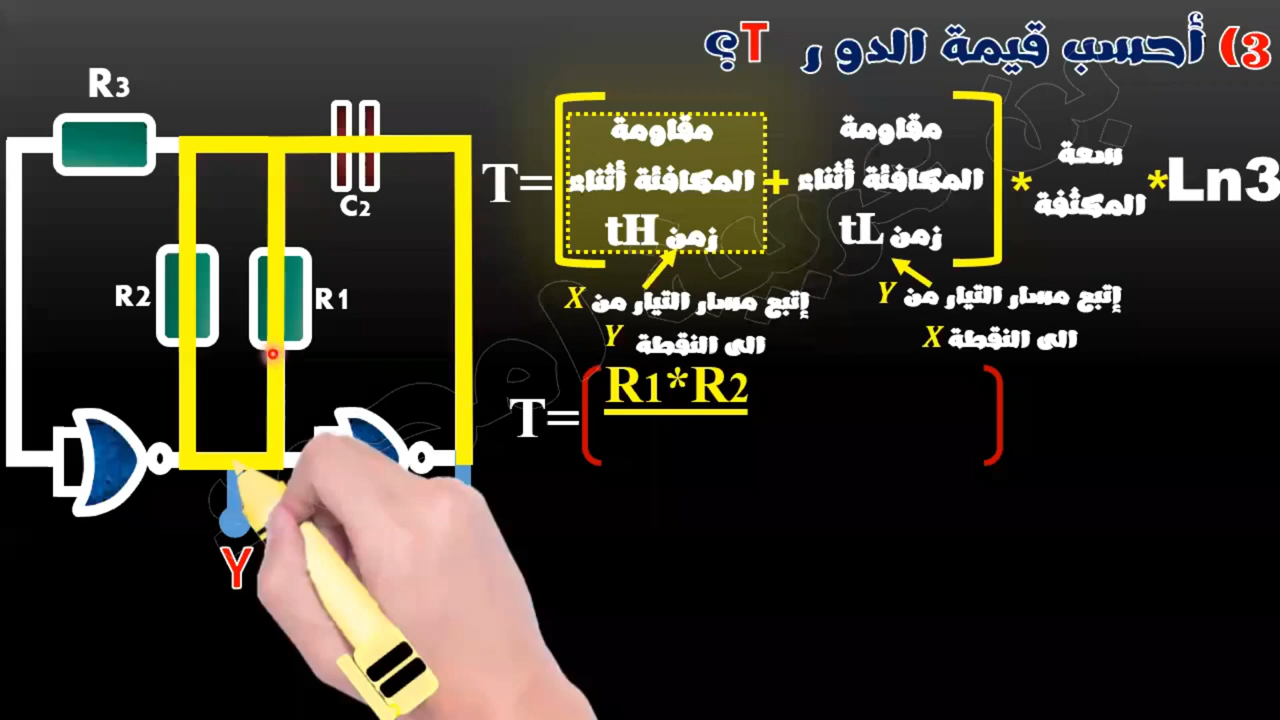 3) أحسب قيمة الدور T؟
R3
C2
R2
R1
Y
T= [ مقاومة المكافئة أثناء زمن tH + مقاومة المكافئة أثناء زمن tL ] * سعة المكثفة *Ln3
إتبع مسار التيار من X
الى النقطة Y
إتبع مسار التيار من Y
الى النقطة X
T= ( R1*R2 )